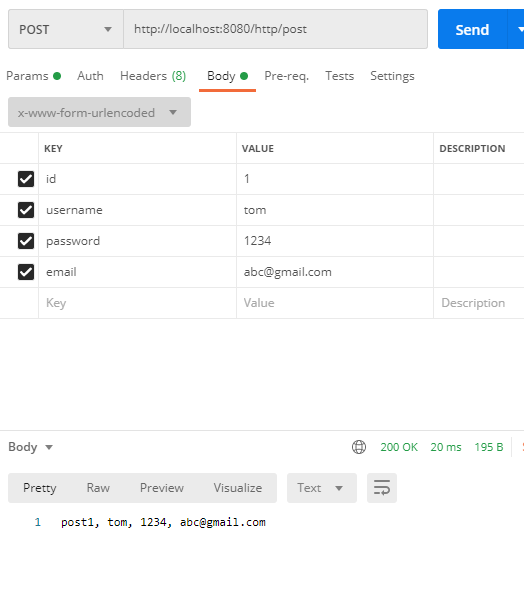 POST http://localhost:8080/http/post Send
Params Auth Headers (8) Body Pre-req. Tests Settings
x-www-form-urlencoded
KEY VALUE DESCRIPTION
id 1
username tom
password 1234
email abc@gmail.com
Key Value Description
Body 200 OK 20 ms 195 B
Pretty Raw Preview Visualize Text
1 post1, tom, 1234, abc@gmail.com